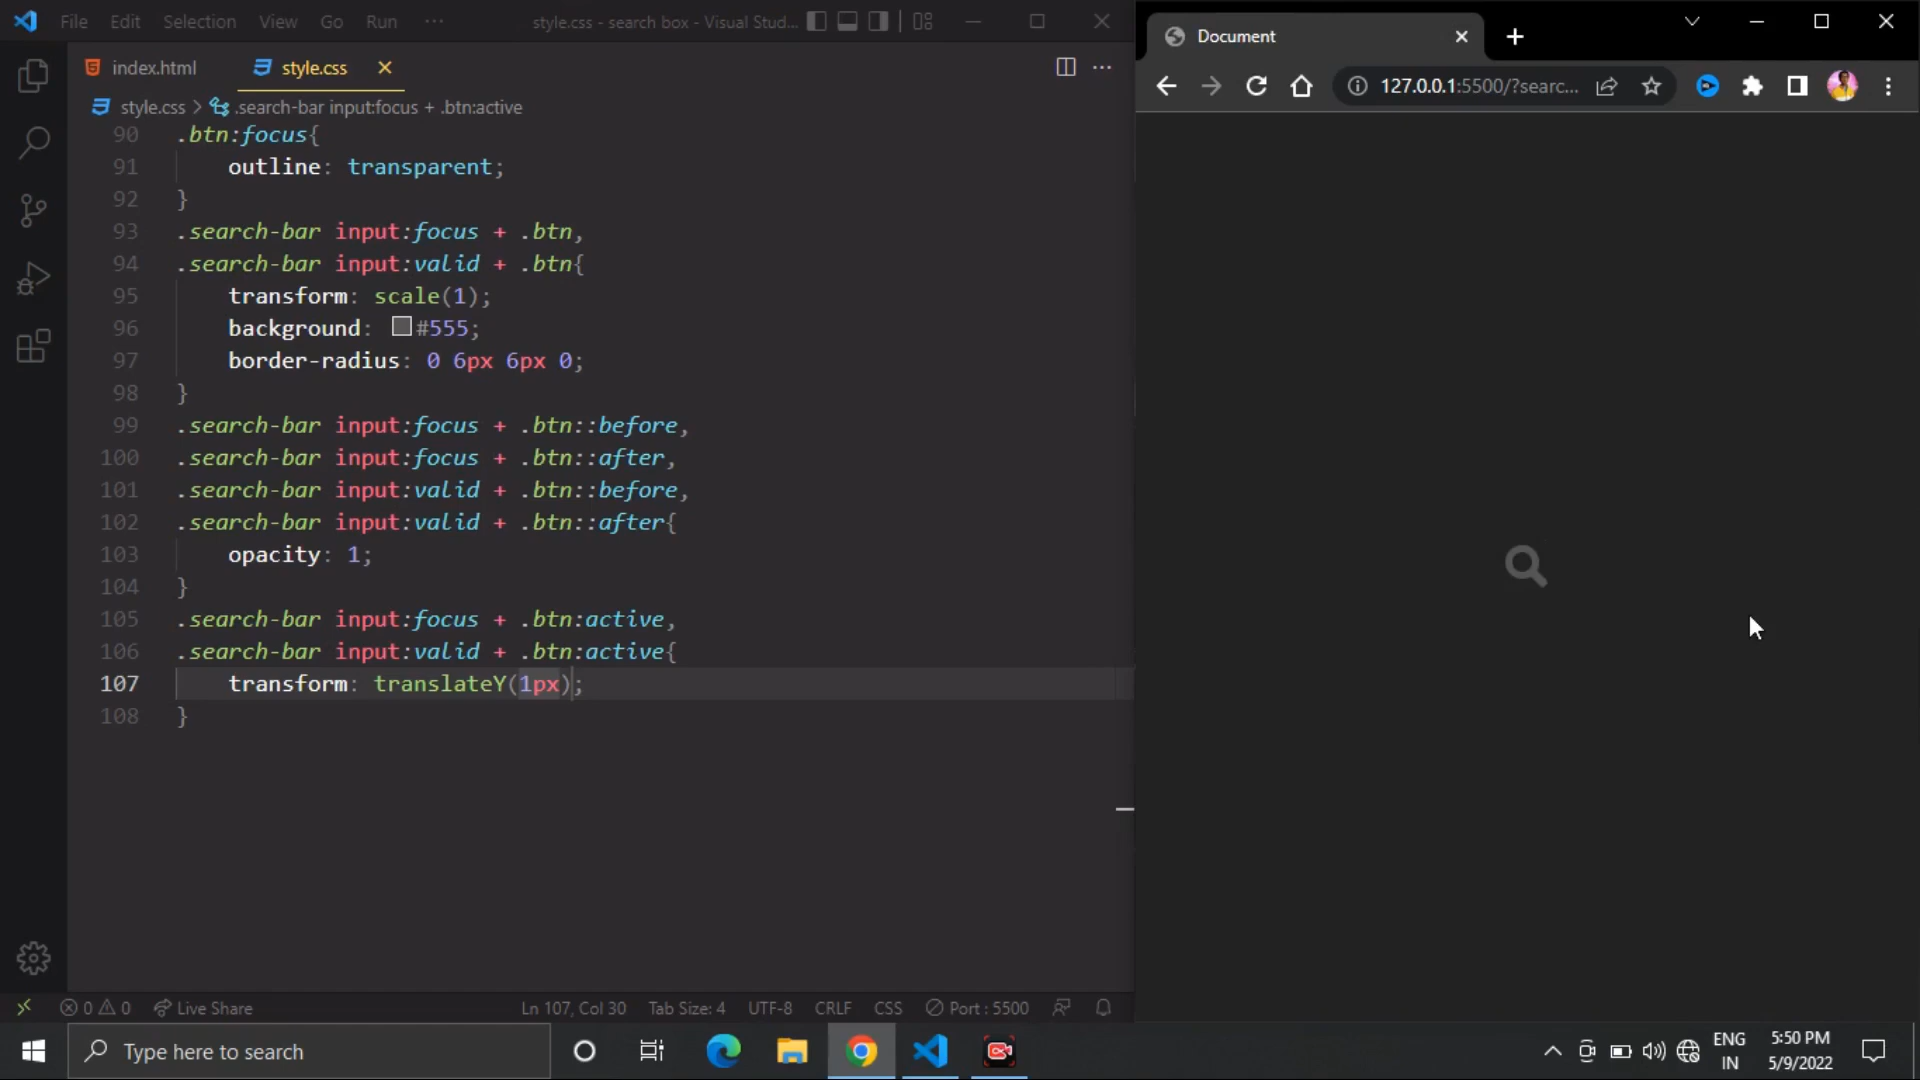 File Edit Selection View Go Run ··· style.css - search box - Visual Stud...
index.html style.css
style.css > .search-bar input:focus + .btn:active
90 .btn:focus{
91 outline: transparent;
92 }
93 .search-bar input:focus + .btn,
94 .search-bar input:valid + .btn{
95 transform: scale(1);
96 background: #555;
97 border-radius: 0 6px 6px 0;
98 }
99 .search-bar input:focus + .btn::before,
100 .search-bar input:focus + .btn::after,
101 .search-bar input:valid + .btn::before,
102 .search-bar input:valid + .btn::after{
103 opacity: 1;
104 }
105 .search-bar input:focus + .btn:active,
106 .search-bar input:valid + .btn:active{
107 transform: translateY(1px);
108 }
0 0 Live Share Ln 107, Col 30 Tab Size: 4 UTF-8 CRLF CSS Port : 5500
Document
127.0.0.1:5500/?searc...
Type here to search
ENG
IN
5:50 PM
5/9/2022